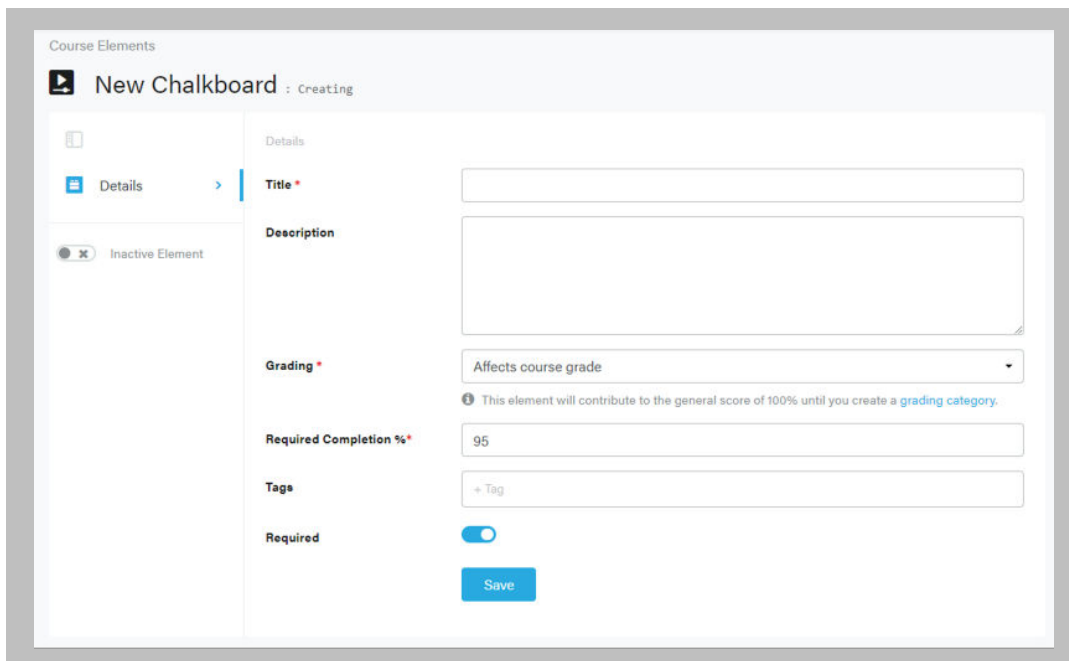 Course Elements
New Chalkboard : Creating
Details
Details
Title *
Inactive Element
Description
Grading *
Affects course grade
This element will contribute to the general score of 100% until you create a grading category.
Required Completion %*
95
Tags
+ Tag
Required
Save